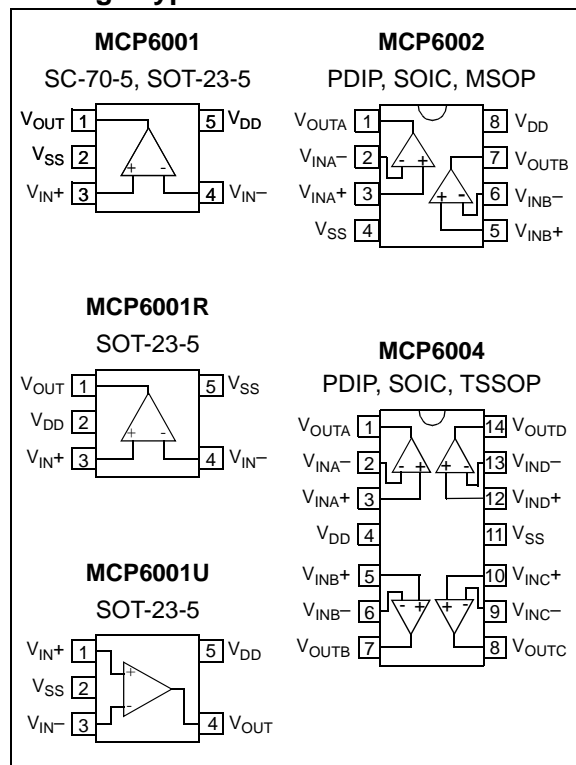 MCP6001
SC-70-5, SOT-23-5
VOUT 1 5 VDD
VSS 2
VIN+ 3 + - 4 VIN–
MCP6002
PDIP, SOIC, MSOP
VOUTA 1 8 VDD
VINA– 2 - + 7 VOUTB
VINA+ 3 + - 6 VINB–
VSS 4 5 VINB+
MCP6001R
SOT-23-5
VOUT 1 5 VSS
VDD 2
VIN+ 3 + - 4 VIN–
MCP6004
PDIP, SOIC, TSSOP
VOUTA 1 14 VOUTD
VINA– 2 - + + - 13 VIND–
VINA+ 3 12 VIND+
VDD 4 11 VSS
VINB+ 5 10 VINC+
VINB– 6 - + + - 9 VINC–
VOUTB 7 8 VOUTC
MCP6001U
SOT-23-5
VIN+ 1 + 5 VDD
VSS 2
VIN– 3 - 4 VOUT